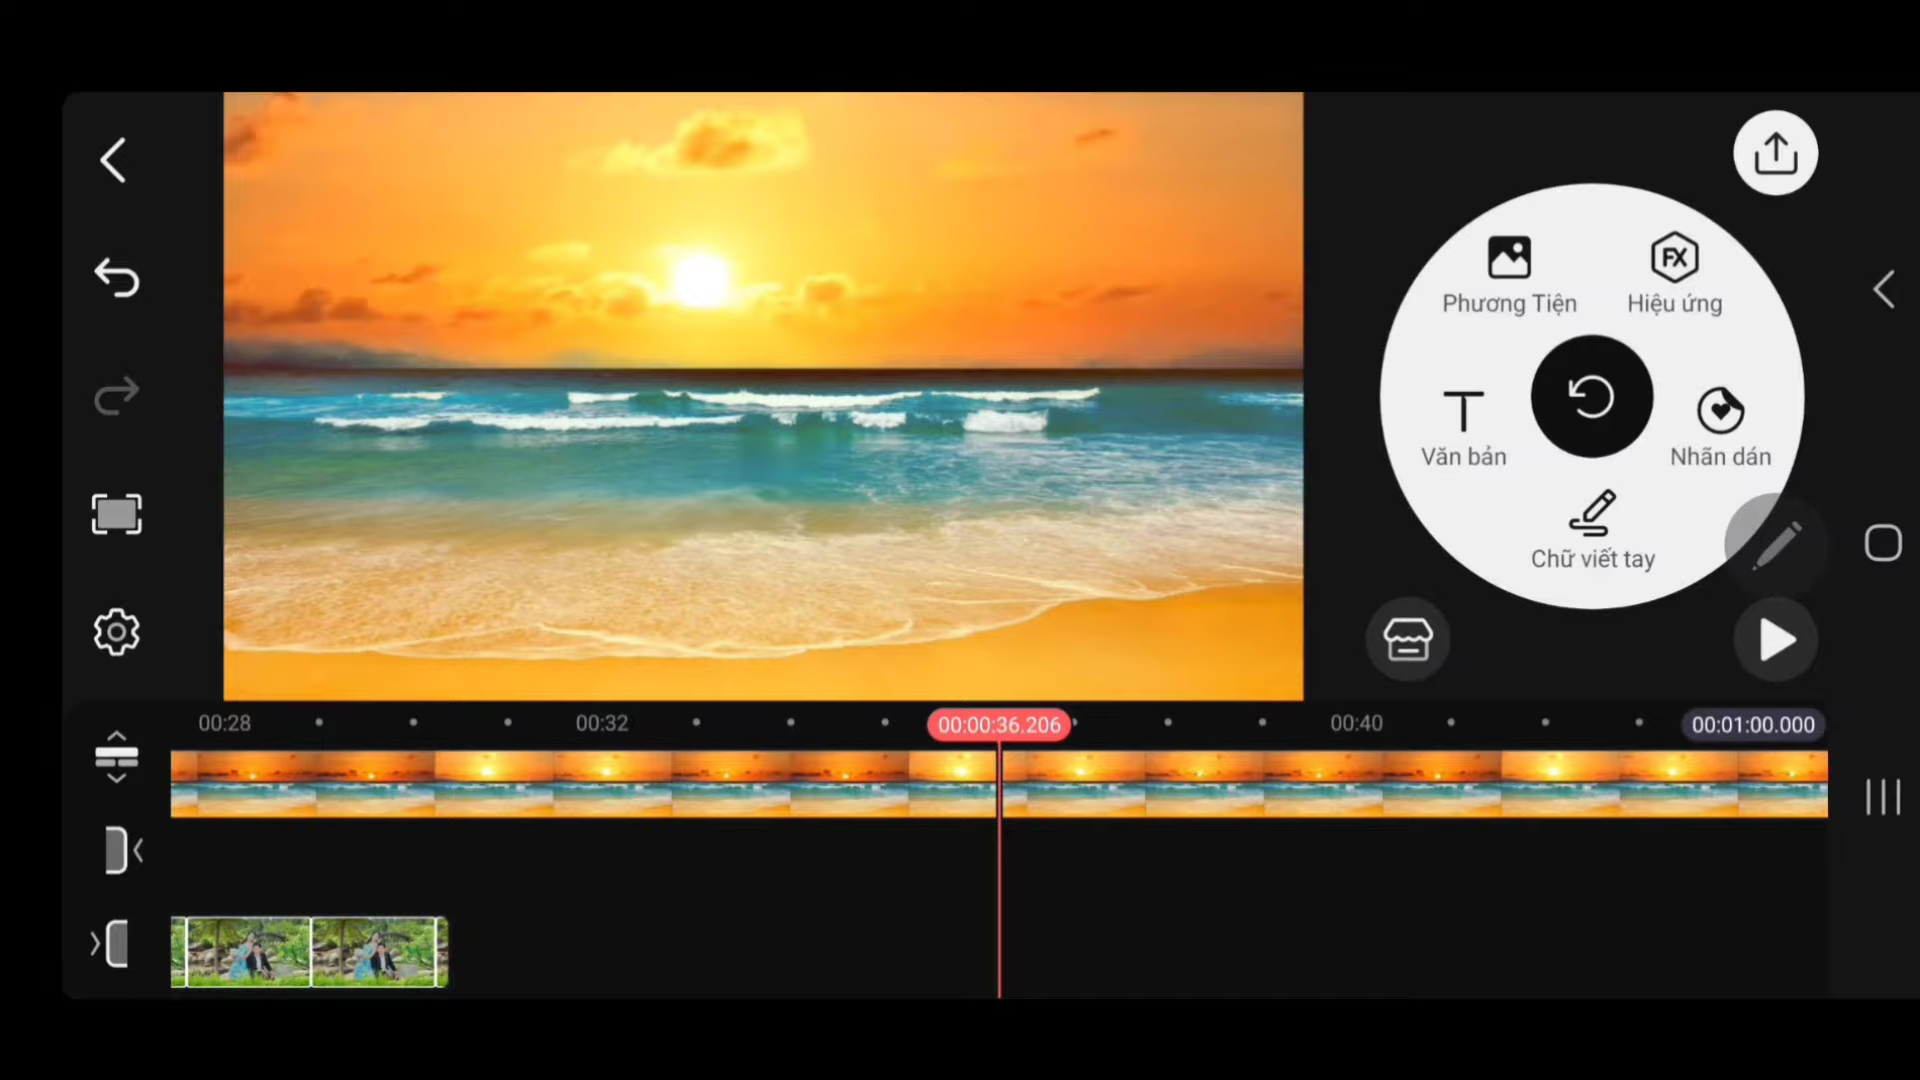 FX
Phương Tiện
Hiệu ứng
T
Văn bản
Nhãn dán
Chữ viết tay
00:28
00:32
00:00:36.206
00:40
00:01:00.000